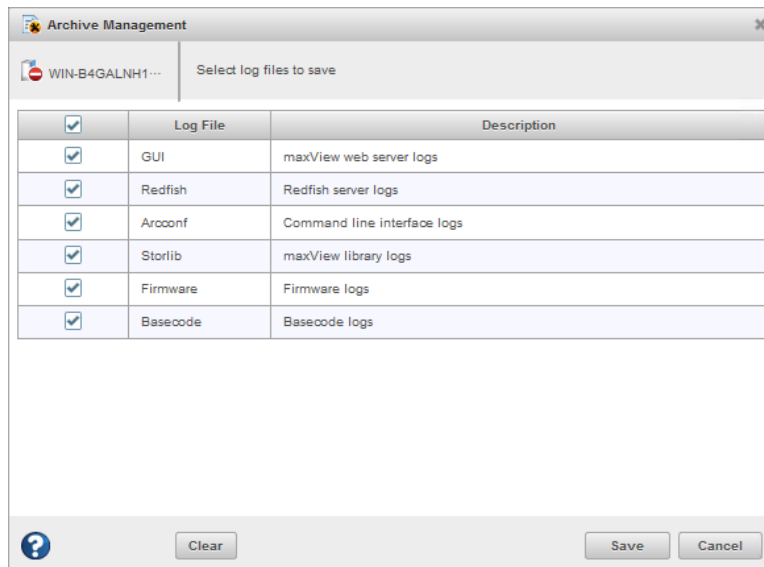 Archive Management
WIN-B4GALNH1...
Select log files to save
Log File Description
GUI maxView web server logs
Redfish Redfish server logs
Arcconf Command line interface logs
Storlib maxView library logs
Firmware Firmware logs
Basecode Basecode logs
? Clear Save Cancel